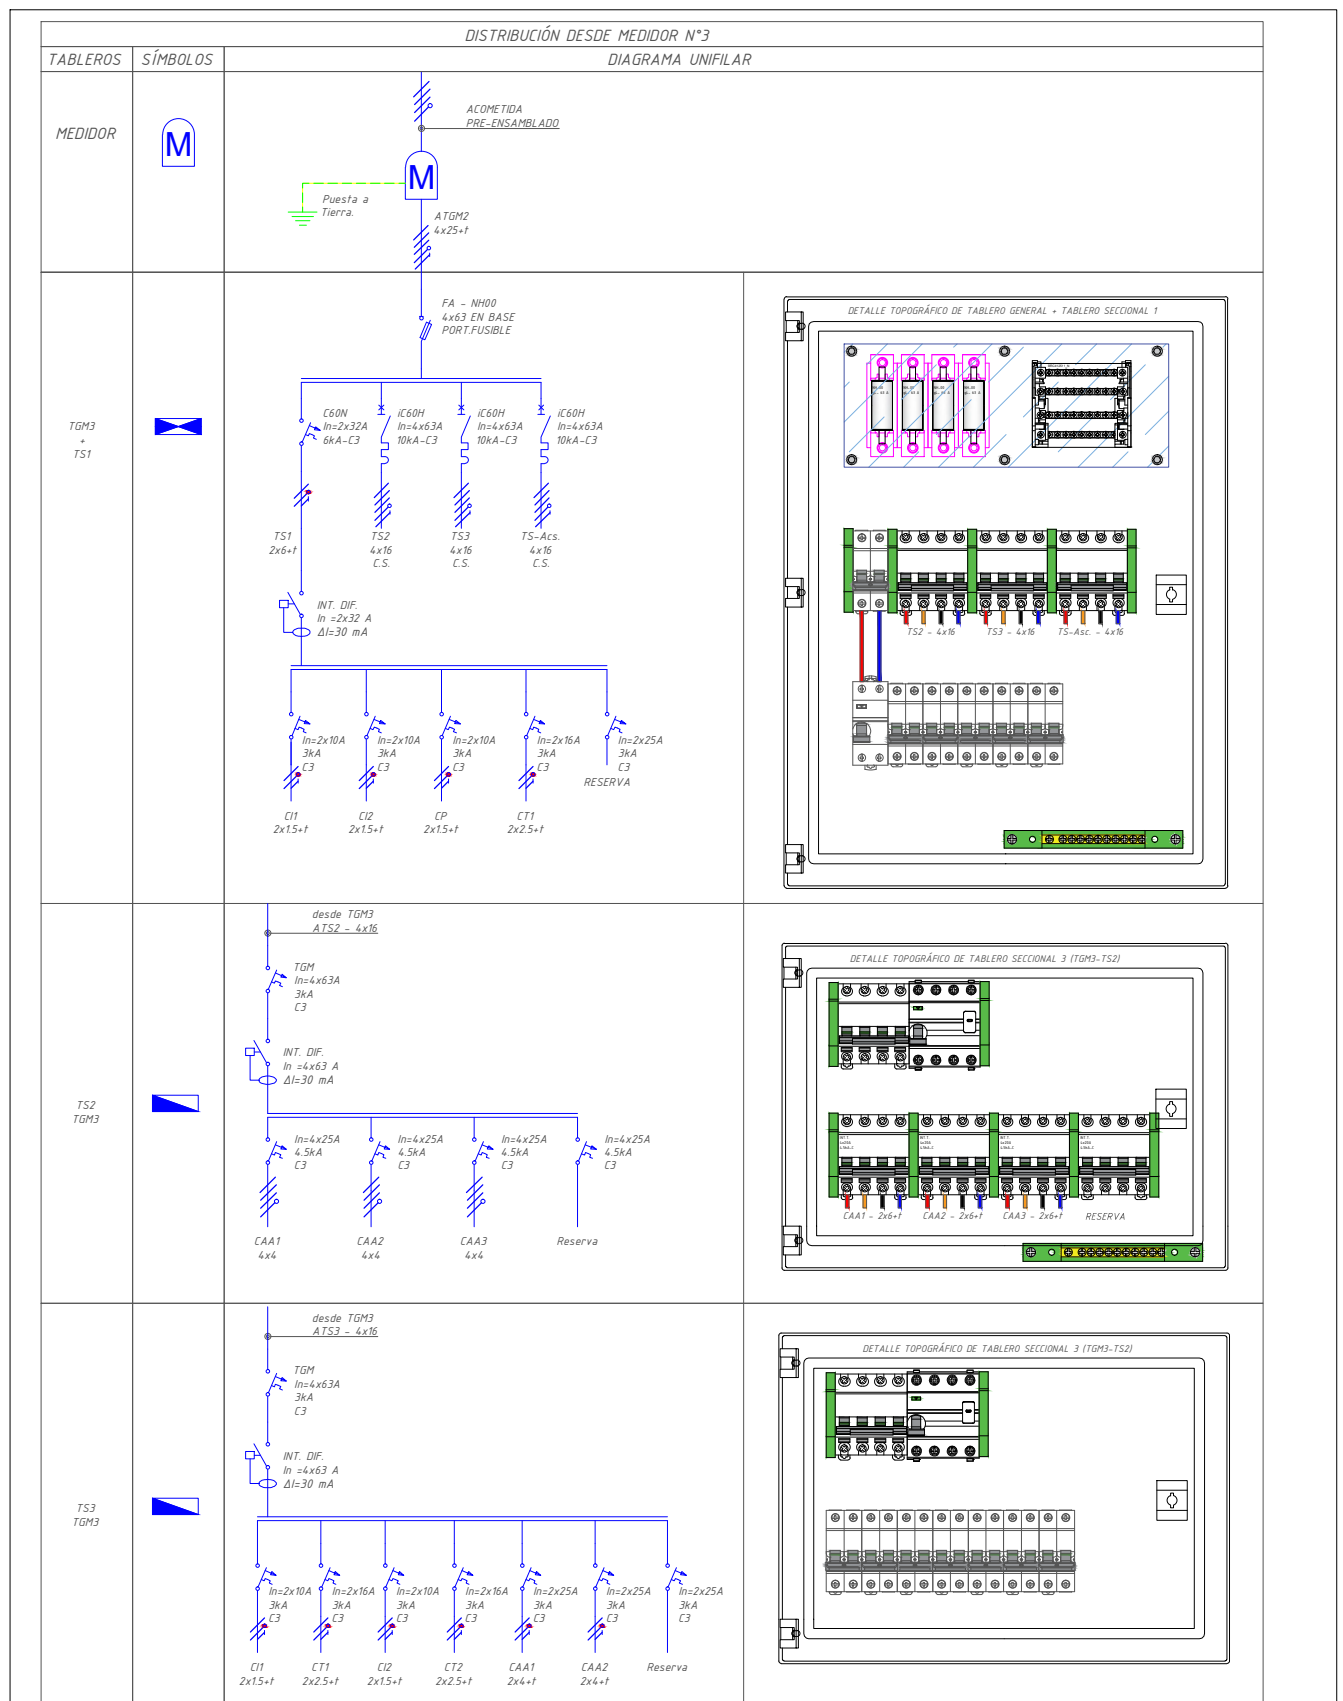 DISTRIBUCIÓN DESDE MEDIDOR N°3
TABLEROS
SÍMBOLOS
DIAGRAMA UNIFILAR
MEDIDOR
M
ACOMETIDA
PRE-ENSAMBLADO
M
Puesta a
Tierra.
ATGM2
4x25+t
TGM3
+
TS1
FA - NH00
4x63 EN BASE
PORT.FUSIBLE
C60N
In=2x32A
6kA-C3
iC60H
In=4x63A
10kA-C3
iC60H
In=4x63A
10kA-C3
iC60H
In=4x63A
10kA-C3
TS1
2x6+t
TS2
4x16
C.S.
TS3
4x16
C.S.
TS-Acs.
4x16
C.S.
INT. DIF.
In =2x32 A
ΔI=30 mA
In=2x10A
3kA
C3
In=2x10A
3kA
C3
In=2x10A
3kA
C3
In=2x16A
3kA
C3
In=2x25A
3kA
C3
RESERVA
CI1
2x1.5+t
CI2
2x1.5+t
CP
2x1.5+t
CT1
2x2.5+t
DETALLE TOPOGRÁFICO DE TABLERO GENERAL + TABLERO SECCIONAL 1
TS2 - 4x16
TS3 - 4x16
TS-Asc. - 4x16
TS2
TGM3
desde TGM3
ATS2 - 4x16
TGM
In=4x63A
3kA
C3
INT. DIF.
In =4x63 A
ΔI=30 mA
In=4x25A
4.5kA
C3
In=4x25A
4.5kA
C3
In=4x25A
4.5kA
C3
In=4x25A
4.5kA
C3
CAA1
4x4
CAA2
4x4
CAA3
4x4
Reserva
DETALLE TOPOGRÁFICO DE TABLERO SECCIONAL 3 (TGM3-TS2)
CAA1 - 2x6+t
CAA2 - 2x6+t
CAA3 - 2x6+t
RESERVA
TS3
TGM3
desde TGM3
ATS3 - 4x16
TGM
In=4x63A
3kA
C3
INT. DIF.
In =4x63 A
ΔI=30 mA
In=2x10A
3kA
C3
In=2x16A
3kA
C3
In=2x10A
3kA
C3
In=2x16A
3kA
C3
In=2x25A
3kA
C3
In=2x25A
3kA
C3
In=2x25A
3kA
C3
CI1
2x1.5+t
CT1
2x2.5+t
CI2
2x1.5+t
CT2
2x2.5+t
CAA1
2x4+t
CAA2
2x4+t
Reserva
DETALLE TOPOGRÁFICO DE TABLERO SECCIONAL 3 (TGM3-TS2)